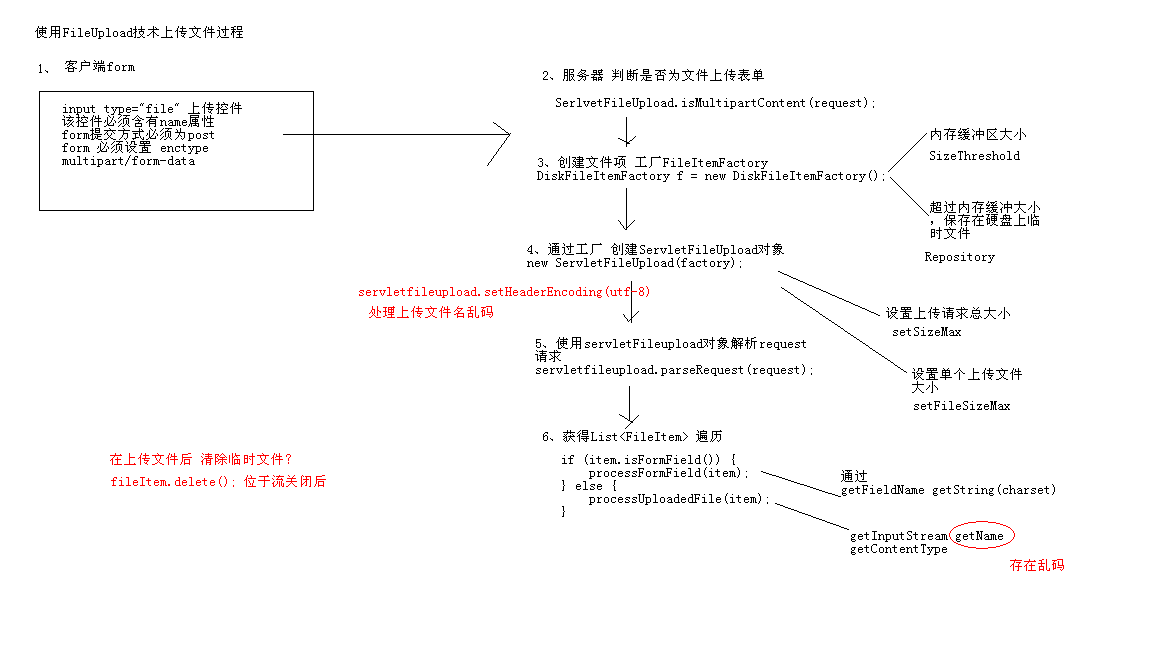 使用FileUpload技术上传文件过程
1、 客户端form
input type="file" 上传控件
该控件必须含有name属性
form提交方式必须为post
form 必须设置 enctype
multipart/form-data
2、服务器 判断是否为文件上传表单
SerlvetFileUpload.isMultipartContent(request);
3、创建文件项 工厂FileItemFactory
DiskFileItemFactory f = new DiskFileItemFactory();
内存缓冲区大小
SizeThreshold
超过内存缓冲大小
，保存在硬盘上临
时文件
Repository
4、通过工厂 创建ServletFileUpload对象
new ServletFileUpload(factory);
servletfileupload.setHeaderEncoding(utf-8)
处理上传文件名乱码
设置上传请求总大小
setSizeMax
设置单个上传文件
大小
setFileSizeMax
5、使用servletFileupload对象解析request
请求
servletfileupload.parseRequest(request);
6、获得List<FileItem> 遍历
if (item.isFormField()) {
processFormField(item);
} else {
processUploadedFile(item);
}
通过
getFieldName getString(charset)
getInputStream getName
getContentType
存在乱码
在上传文件后 清除临时文件?
fileItem.delete(); 位于流关闭后